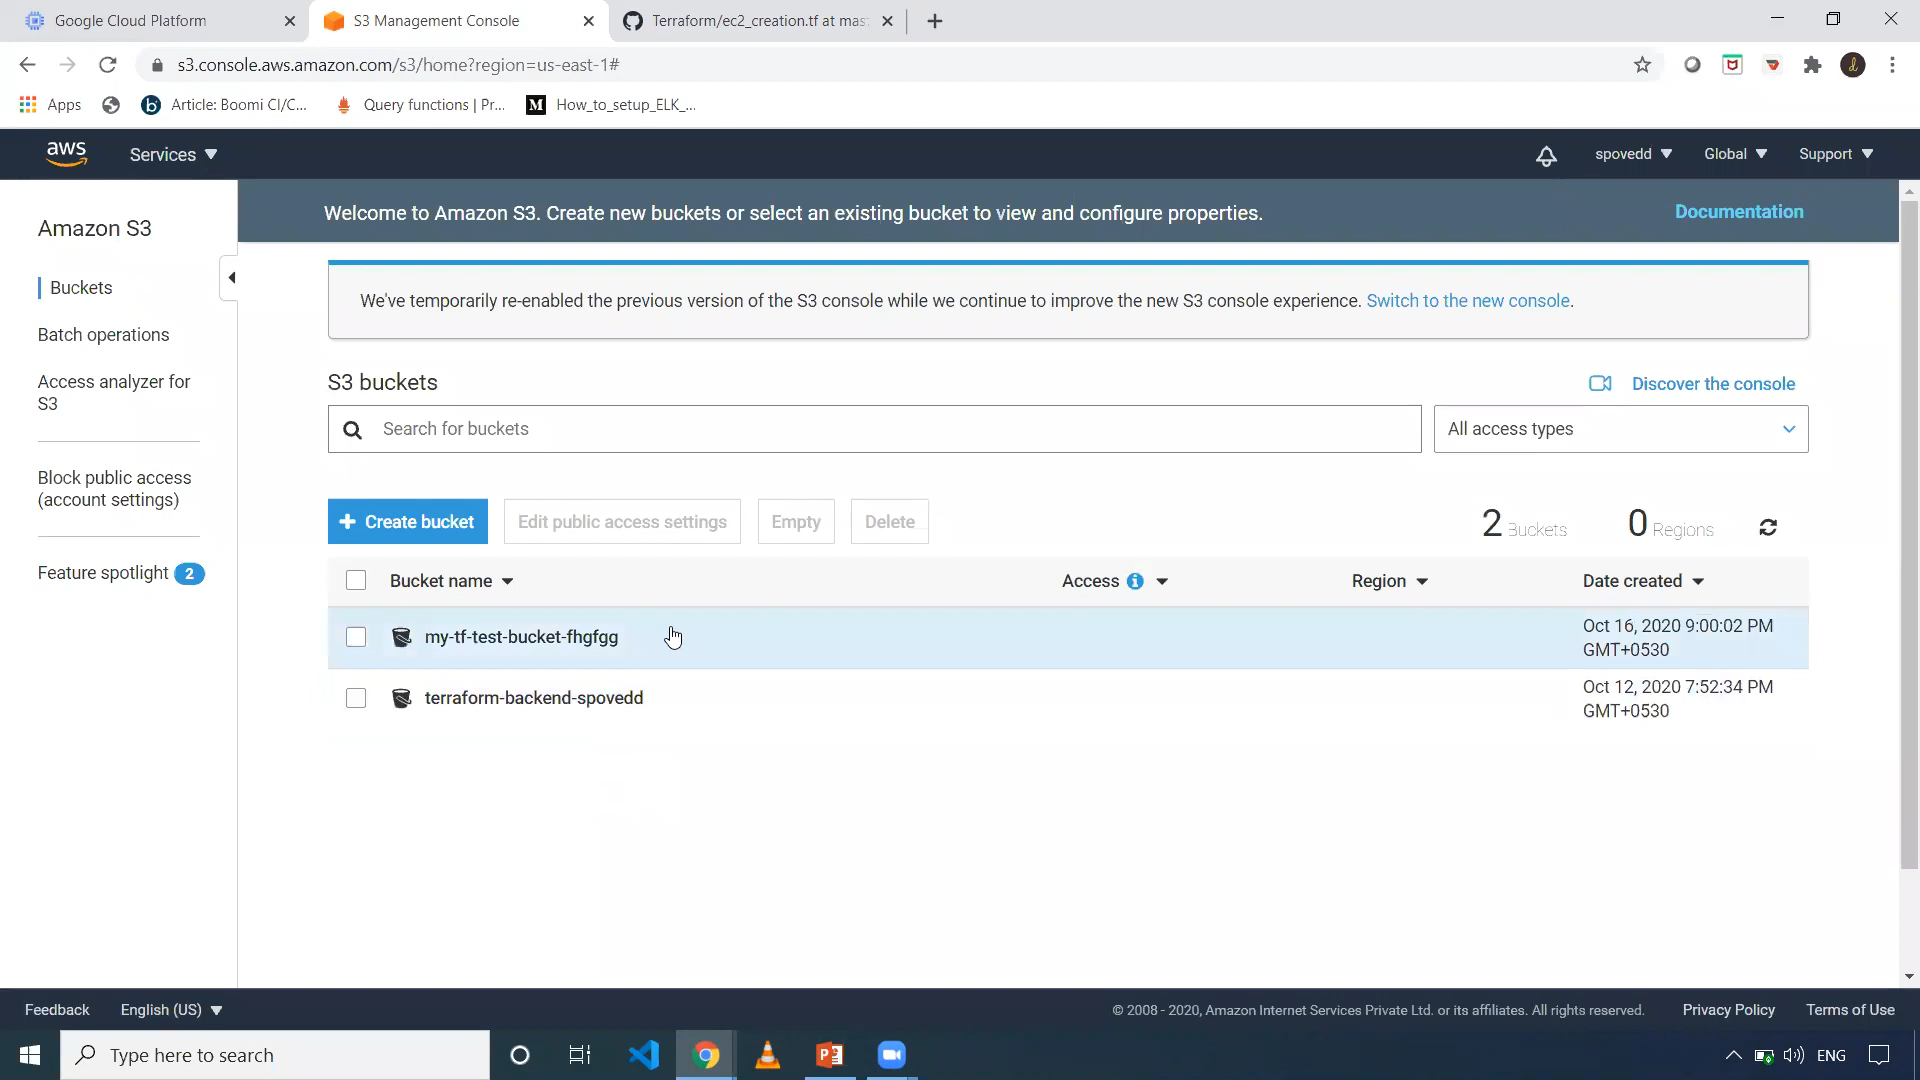 Google Cloud Platform
S3 Management Console
Terraform/ec2_creation.tf at mas
s3.console.aws.amazon.com/s3/home?region=us-east-1#
Apps
Article: Boomi CI/C...
Query functions | Pr...
M
How_to_setup_ELK_...
aws
Services
spovedd
Global
Support
Amazon S3
Buckets
Batch operations
Access analyzer for
S3
Block public access
(account settings)
Feature spotlight 2
Welcome to Amazon S3. Create new buckets or select an existing bucket to view and configure properties.
Documentation
We've temporarily re-enabled the previous version of the S3 console while we continue to improve the new S3 console experience. Switch to the new console.
S3 buckets
Discover the console
Search for buckets
All access types
Create bucket
Edit public access settings
Empty
Delete
2 Buckets
0 Regions
Bucket name
Access
Region
Date created
my-tf-test-bucket-fhgfgg
Oct 16, 2020 9:00:02 PM
GMT+0530
terraform-backend-spovedd
Oct 12, 2020 7:52:34 PM
GMT+0530
Feedback
English (US)
© 2008 - 2020, Amazon Internet Services Private Ltd. or its affiliates. All rights reserved.
Privacy Policy
Terms of Use
Type here to search
ENG